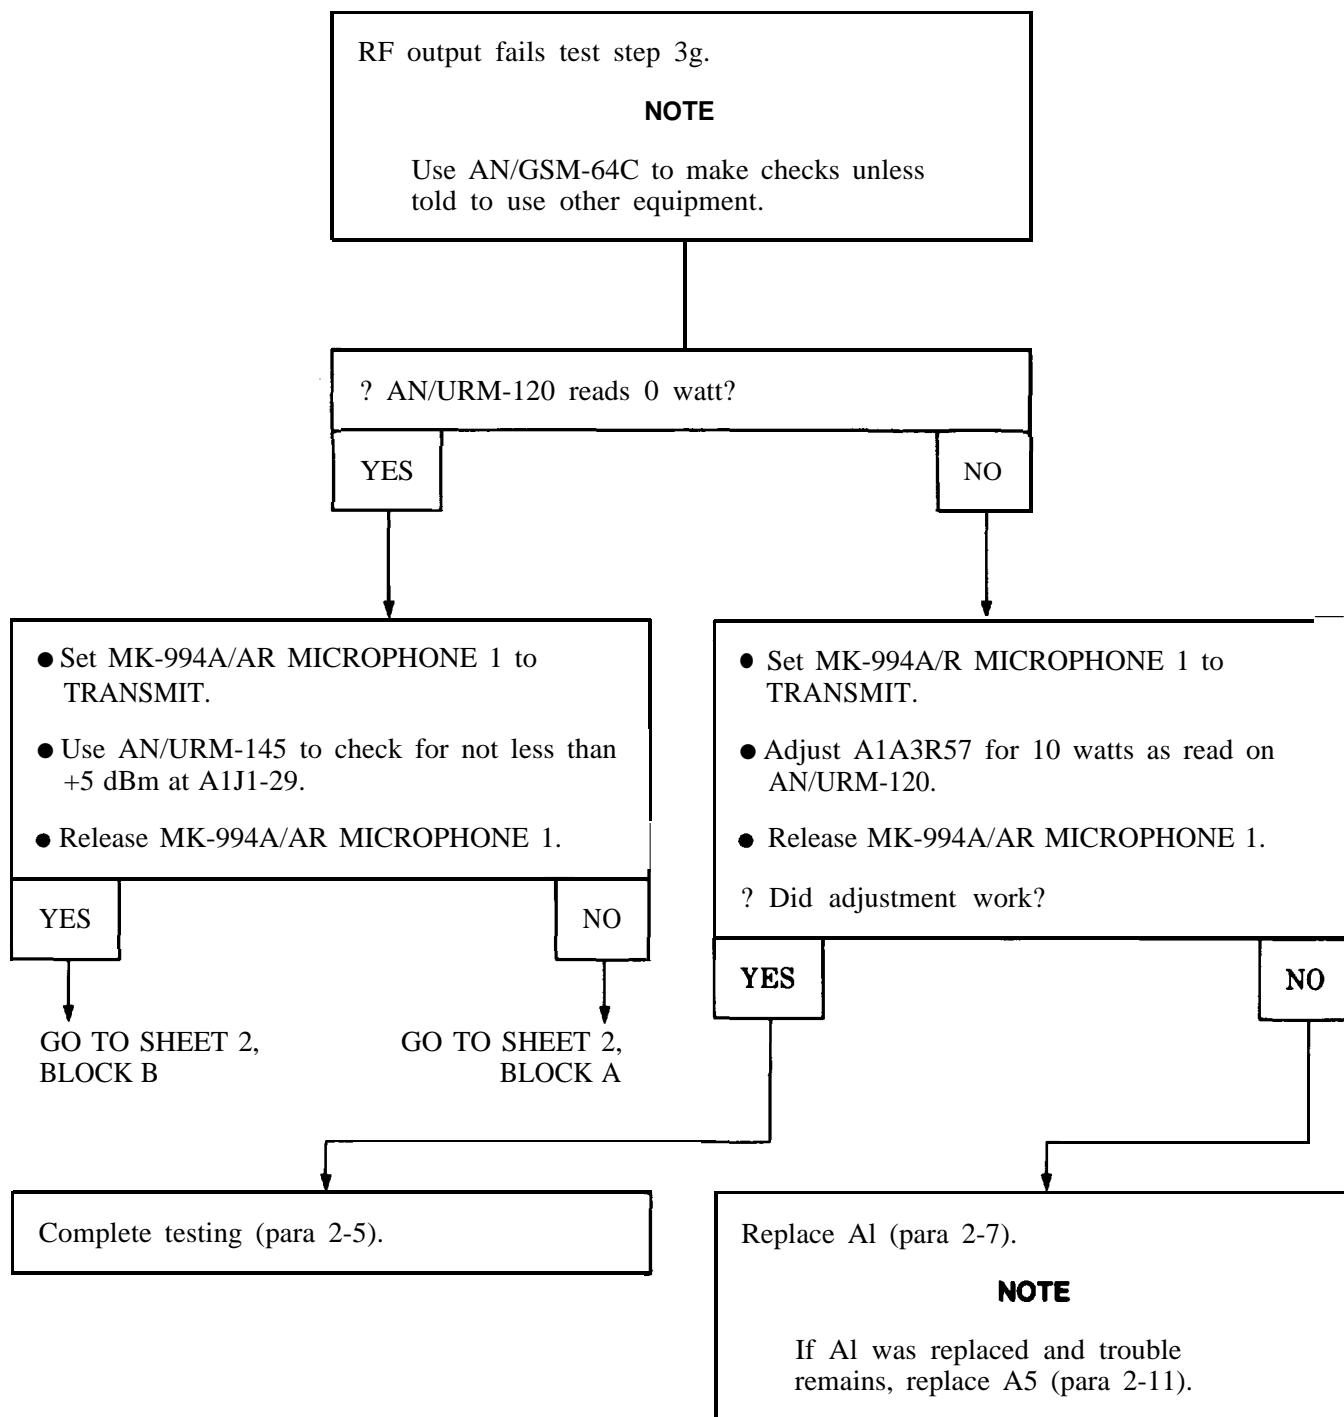 RF output fails test step 3g.
NOTE
Use AN/GSM-64C to make checks unless
told to use other equipment.
? AN/URM-120 reads 0 watt?
YES
NO
● Set MK-994A/AR MICROPHONE 1 to
TRANSMIT.
● Use AN/URM-145 to check for not less than
+5 dBm at A1J1-29.
● Release MK-994A/AR MICROPHONE 1.
YES
NO
GO TO SHEET 2,
BLOCK B
GO TO SHEET 2,
BLOCK A
● Set MK-994A/R MICROPHONE 1 to
TRANSMIT.
● Adjust A1A3R57 for 10 watts as read on
AN/URM-120.
● Release MK-994A/AR MICROPHONE 1.
? Did adjustment work?
YES
NO
Complete testing (para 2-5).
Replace Al (para 2-7).
NOTE
If Al was replaced and trouble
remains, replace A5 (para 2-11).